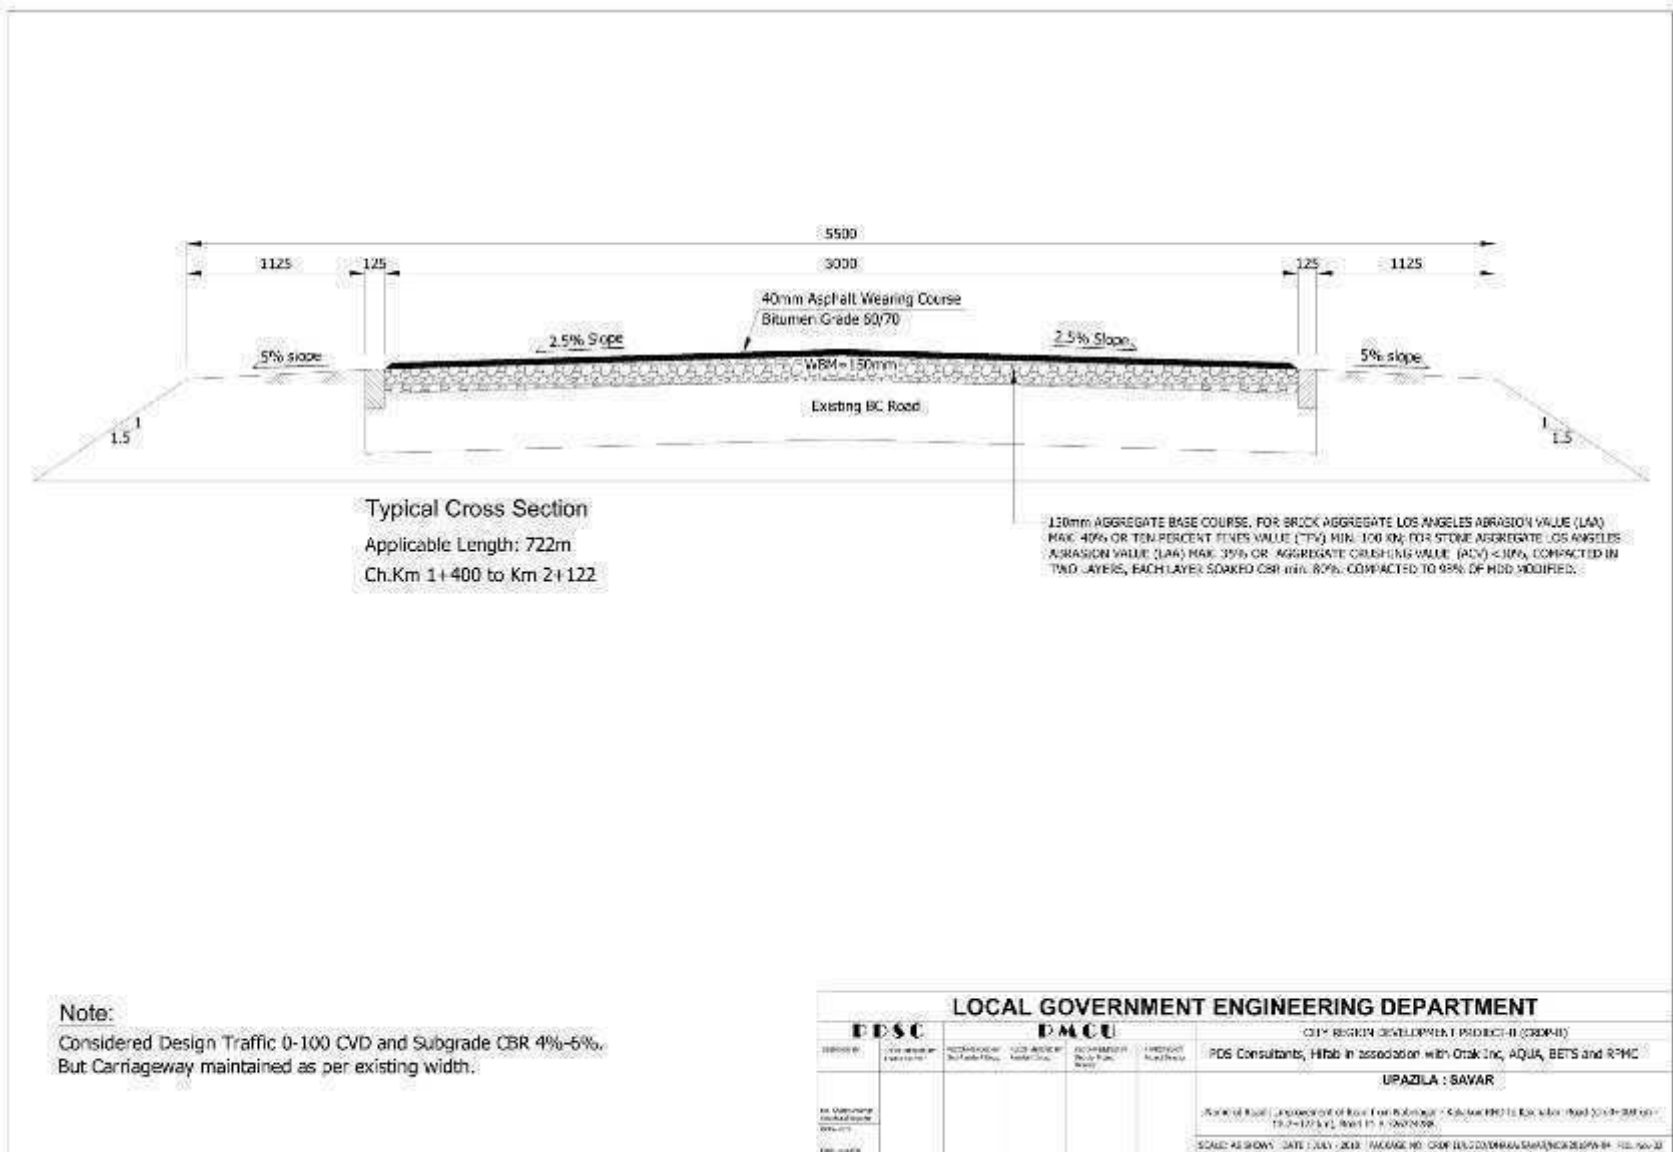 5500
1125 125 3000 125 1125
40mm Asphalt Wearing Course
Bitumen Grade 60/70
2.5% Slope 2.5% Slope
5% slope 5% slope
WBM=150mm
Existing BC Road
1 1
1.5 1.5
Typical Cross Section
Applicable Length: 722m
Ch.Km 1+400 to Km 2+122
AGGREGATE BASE COURSE, FOR BRICK AGGREGATE LOS ANGELES ABRASION VALUE (LAA)
MAX. 40% OR TEN PERCENT FINES VALUE (TFV) MIN. 100 KN; FOR STONE AGGREGATE LOS ANGELES
ABRASION VALUE (LAA) MAX. 35% OR AGGREGATE CRUSHING VALUE (ACV) <30%, COMPACTED IN
TWO LAYERS, EACH LAYER SOAKED CBR min. 80%. COMPACTED TO 98% OF MDD MODIFIED.
Note:
Considered Design Traffic 0-100 CVD and Subgrade CBR 4%-6%.
But Carriageway maintained as per existing width.
LOCAL GOVERNMENT ENGINEERING DEPARTMENT
PDSC PMCU CITY REGION DEVELOPMENT PROJECT-II (CRDP-II)
PDS Consultants, Hifab in association with Otak Inc, AQUA, BETS and RPMC
UPAZILA : SAVAR
SCALE: AS SHOWN DATE : JULY - PACKAGE NO: